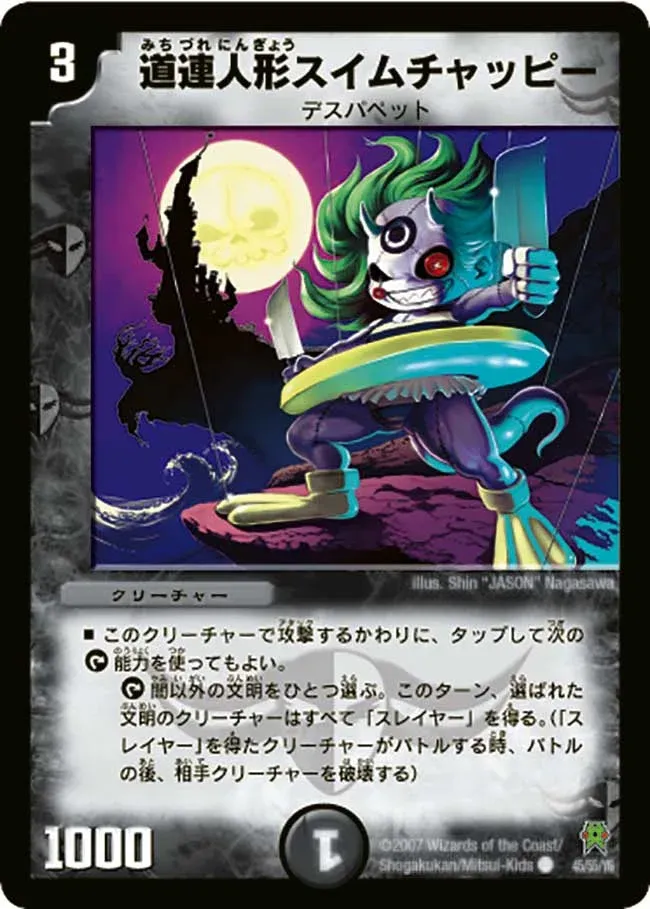 3
みちづれにんぎょう
道連人形スイムチャッピー
デスパペット
illus. Shin "JASON" Nagasawa
クリーチャー
■ このクリーチャーで攻撃するかわりに、タップして次の
能力を使ってもよい。
闇以外の文明をひとつ選ぶ。このターン、選ばれた
文明のクリーチャーはすべて「スレイヤー」を得る。(「ス
レイヤー」を得たクリーチャーがバトルする時、バトル
の後、相手クリーチャーを破壊する)
1000
1
©2007 Wizards of the Coast/
Shogakukan/Mitsui-Kids
45/55/Y6